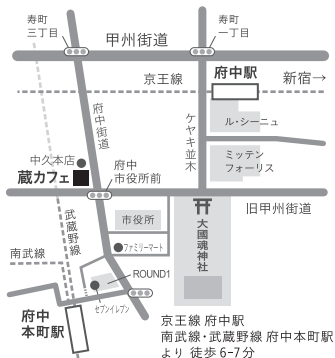 寿町
三丁目
寿町
一丁目
甲州街道
府中駅
京王線
新宿→
府中街道
ケヤキ並木
ル・シーニュ
ミッテン
フォーリス
中久本店
蔵カフェ
府中
市役所前
旧甲州街道
武蔵野線
市役所
大國魂神社
ファミリーマート
南武線
ROUND1
セブンイレブン
府中
本町駅
京王線 府中駅
南武線・武蔵野線 府中本町駅
より 徒歩6-7分